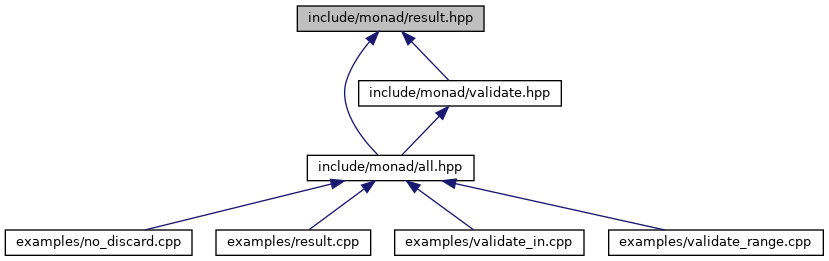 include/monad/result.hpp
include/monad/validate.hpp
include/monad/all.hpp
examples/no_discard.cpp
examples/result.cpp
examples/validate_in.cpp
examples/validate_range.cpp